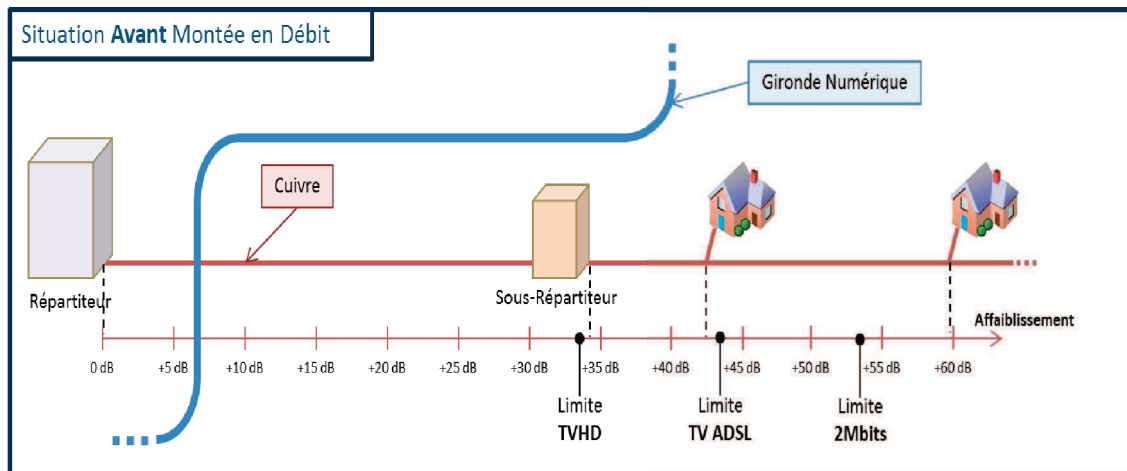 Situation Avant Montée en Débit
Gironde Numérique
Cuivre
Répartiteur
Sous-Répartiteur
Affaiblissement
0 dB
+5 dB
+10 dB
+15 dB
+20 dB
+25 dB
+30 dB
+35 dB
+40 dB
+45 dB
+50 dB
+55 dB
+60 dB
Limite
TVHD
Limite
TV ADSL
Limite
2Mbits